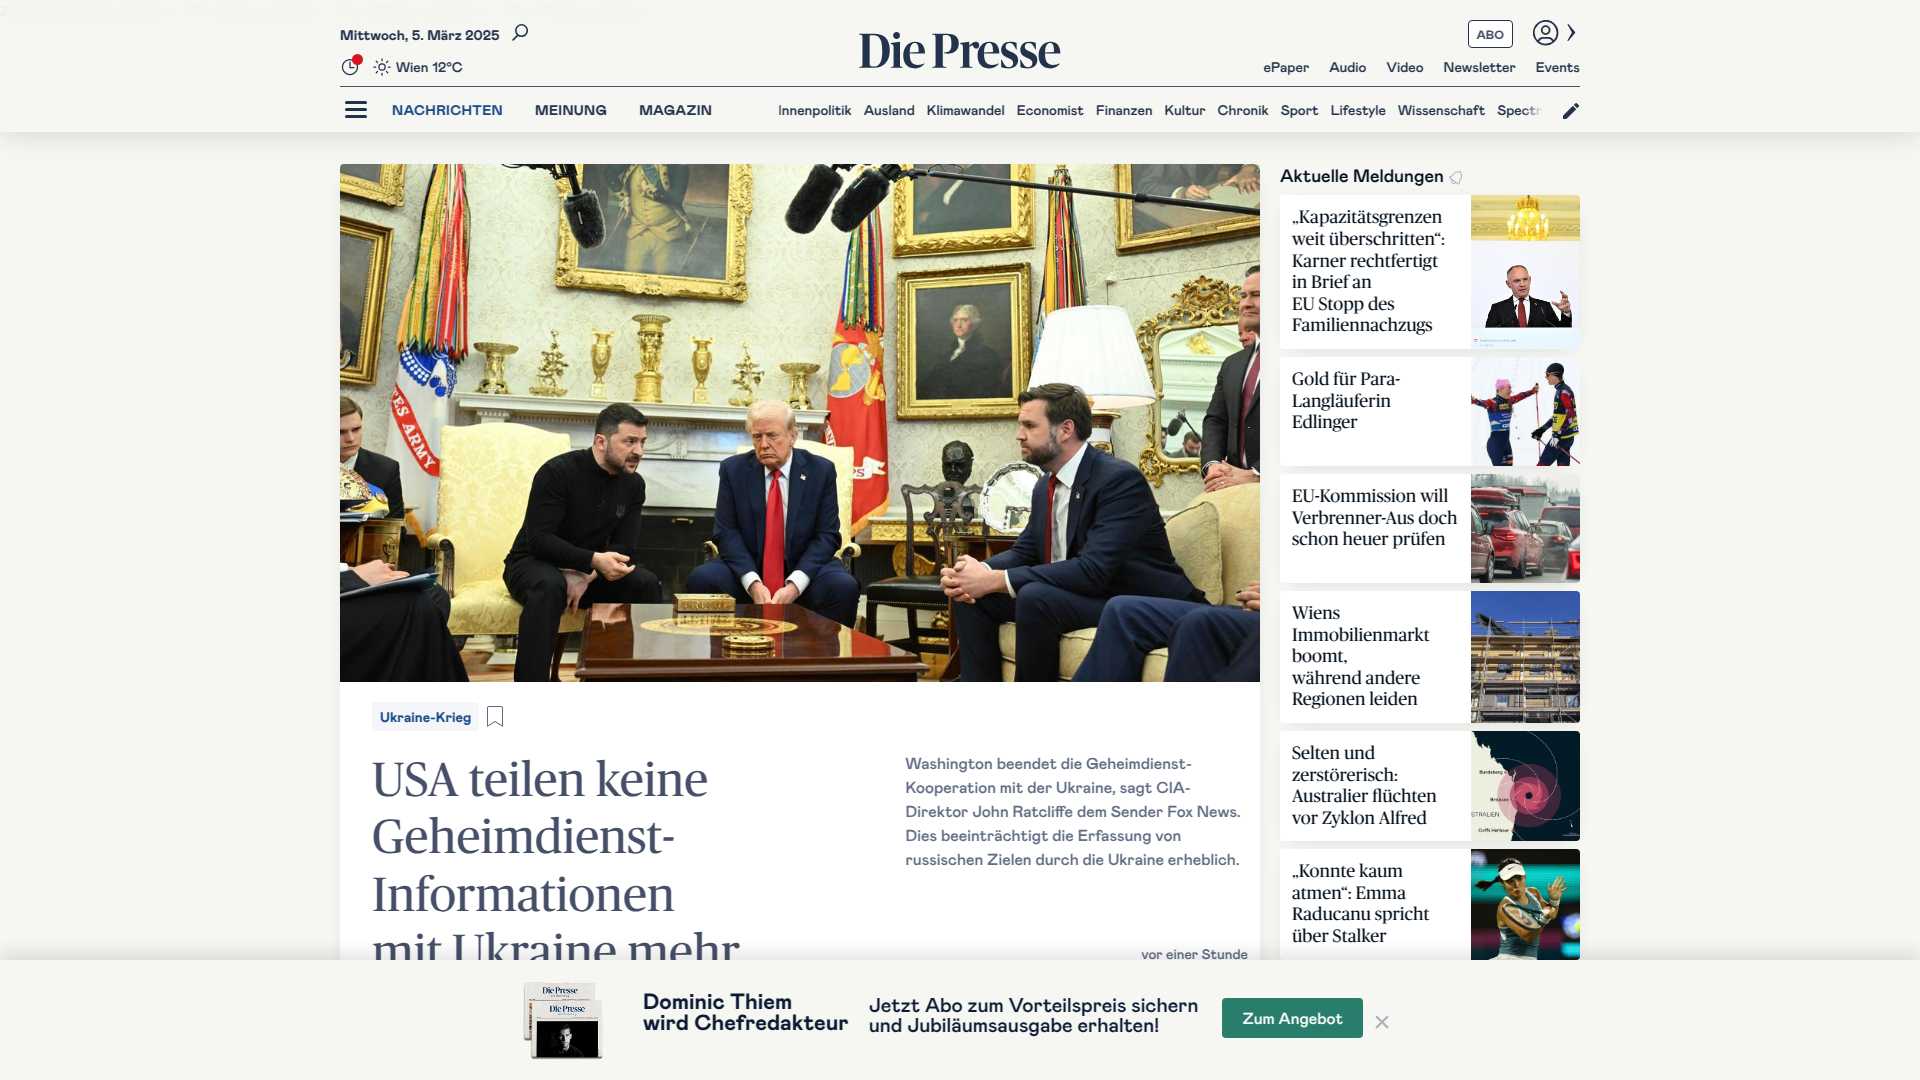 Mittwoch, 5. März 2025
Wien 12°C
Die Presse
ABO
ePaper
Audio
Video
Newsletter
Events
NACHRICHTEN
MEINUNG
MAGAZIN
Innenpolitik
Ausland
Klimawandel
Economist
Finanzen
Kultur
Chronik
Sport
Lifestyle
Wissenschaft
Spectr
ARMY
Ukraine-Krieg
USA teilen keine
Geheimdienst-
Informationen
mit Ukraine mehr
Washington beendet die Geheimdienst-
Kooperation mit der Ukraine, sagt CIA-
Direktor John Ratcliffe dem Sender Fox News.
Dies beeinträchtigt die Erfassung von
russischen Zielen durch die Ukraine erheblich.
vor einer Stunde
Aktuelle Meldungen
„Kapazitätsgrenzen
weit überschritten“:
Karner rechtfertigt
in Brief an
EU Stopp des
Familiennachzugs
Gold für Para-
Langläuferin
Edlinger
EU-Kommission will
Verbrenner-Aus doch
schon heuer prüfen
Wiens
Immobilienmarkt
boomt,
während andere
Regionen leiden
Selten und
zerstörerisch:
Australier flüchten
vor Zyklon Alfred
„Konnte kaum
atmen“: Emma
Raducanu spricht
über Stalker
Die Presse
Die Presse
Dominic Thiem
wird Chefredakteur
Jetzt Abo zum Vorteilspreis sichern
und Jubiläumsausgabe erhalten!
Zum Angebot